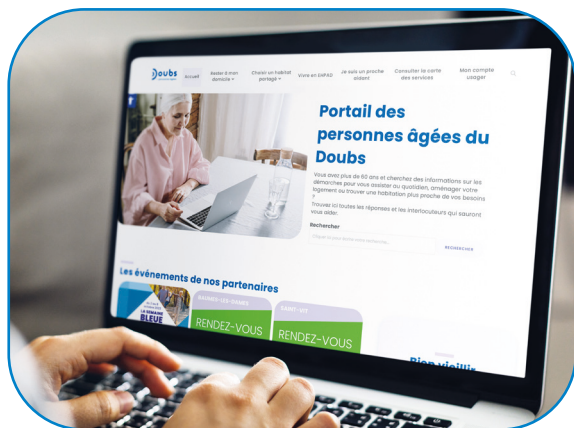 Doubs
Accueil
Rester à mon domicile
Choisir un habitat partagé
Vivre en EHPAD
Je suis un proche aidant
Consulter la carte des services
Mon compte usager
Portail des
personnes âgées du
Doubs
Vous avez plus de 60 ans et cherchez des informations sur les
démarches pour vous assister au quotidien, aménager votre
logement ou trouver une habitation plus proche de vos besoins
?
Trouvez ici toutes les réponses et les interlocuteurs qui sauront
vous aider.
Rechercher
RECHERCHER
Les événements de nos partenaires
LA SEMAINE
BLEUE
BAUMES-LES-DAMES
RENDEZ-VOUS
SAINT-VIT
RENDEZ-VOUS
Bien vieillir